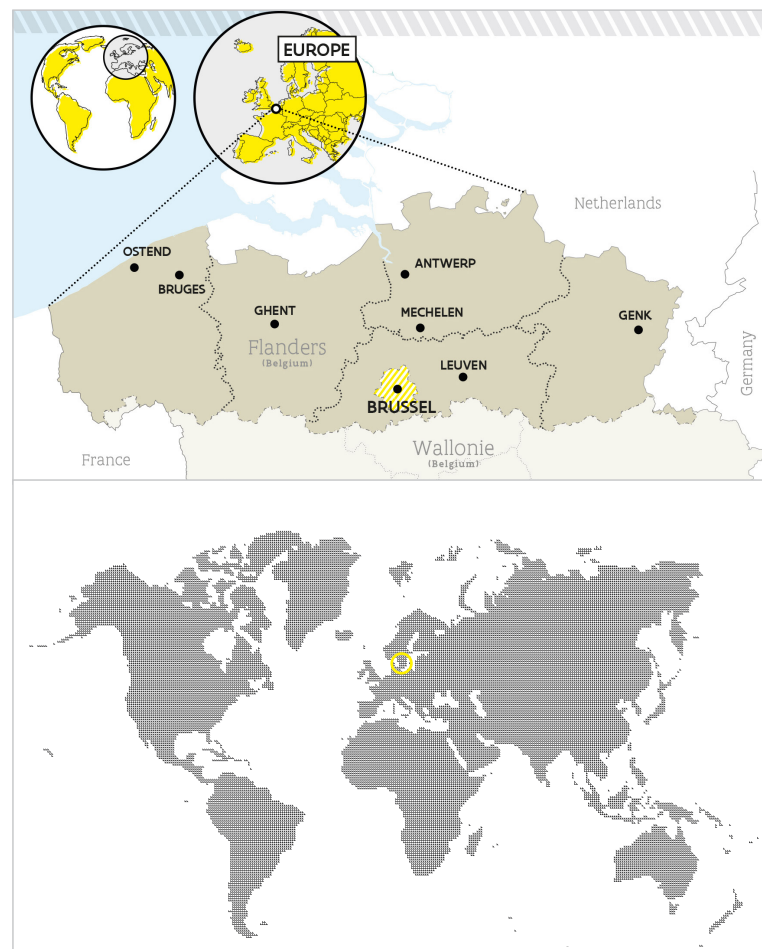 EUROPE
Netherlands
OSTEND
BRUGES
ANTWERP
GHENT
MECHELEN
GENK
Flanders
(Belgium)
LEUVEN
Germany
BRUSSEL
Wallonie
(Belgium)
France